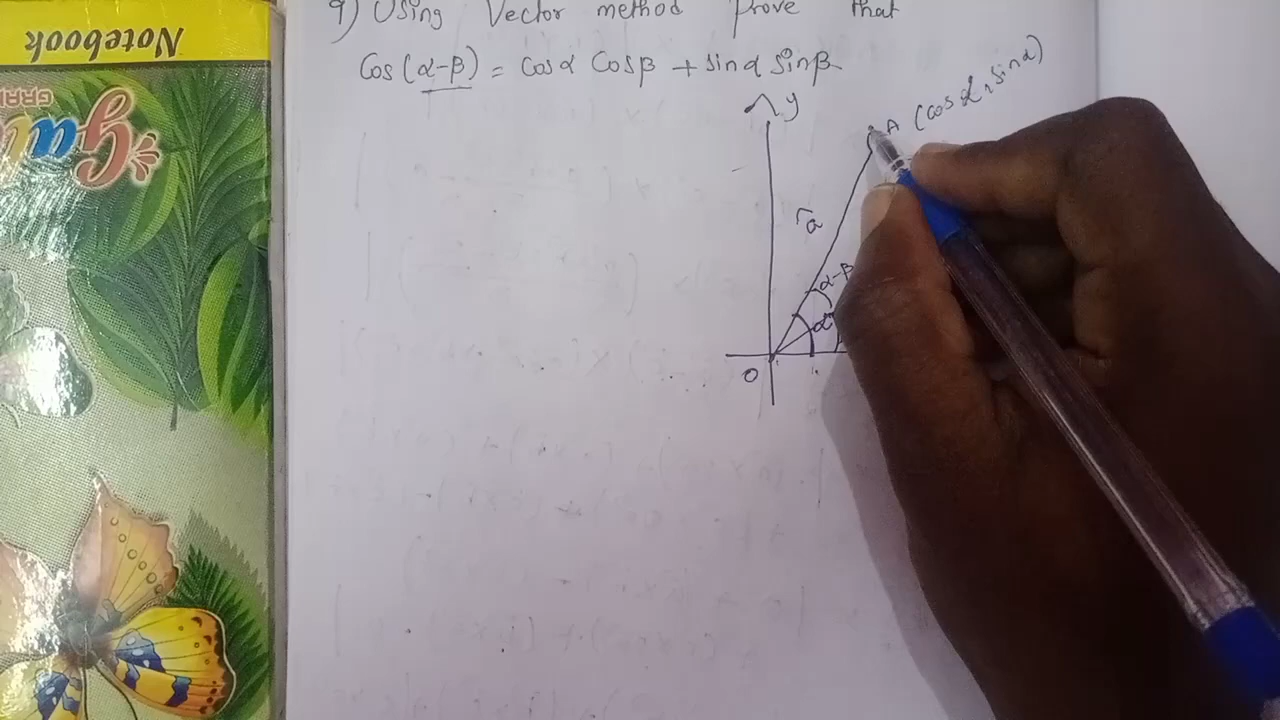 9) Using Vector method Prove that
Cos(α-β) = Cosα Cosβ + Sinα Sinβ
y
A (Cosα, Sinα)
â
α-β
α
O
Notebook